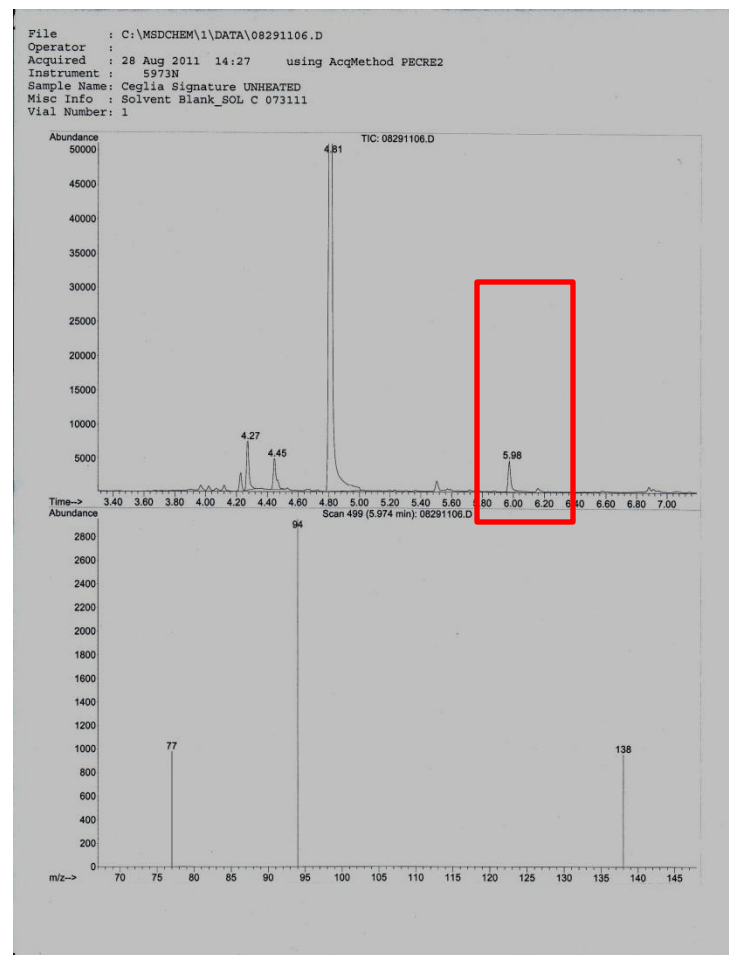 File : C:\MSDCHEM\1\DATA\08291106.D
Operator :
Acquired : 28 Aug 2011 14:27 using AcqMethod PECRE2
Instrument : 5973N
Sample Name: Ceglia Signature UNHEATED
Misc Info : Solvent Blank_SOL C 073111
Vial Number: 1
Abundance
TIC: 08291106.D
50000
4.81
45000
40000
35000
30000
25000
20000
15000
10000
4.27
4.45
5.98
5000
Time--> 3.40 3.60 3.80 4.00 4.20 4.40 4.60 4.80 5.00 5.20 5.40 5.60 5.80 6.00 6.20 6.40 6.60 6.80 7.00
Abundance
Scan 499 (5.974 min): 08291106.D
94
2800
2600
2400
2200
2000
1800
1600
1400
1200
77
138
1000
800
600
400
200
0
m/z--> 70 75 80 85 90 95 100 105 110 115 120 125 130 135 140 145